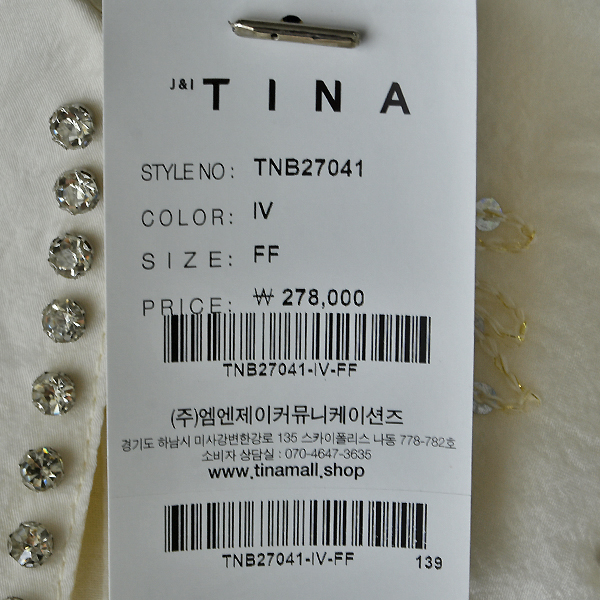 J&I TINA
STYLE NO : TNB27041
COLOR: IV
SIZE: FF
PRICE: ₩ 278,000
TNB27041-IV-FF
(주)엠엔제이커뮤니케이션즈
경기도 하남시 미사강변한강로 135 스카이폴리스 나동 778-782호
소비자 상담실 : 070-4647-3635
www.tinamall.shop
TNB27041-IV-FF 139